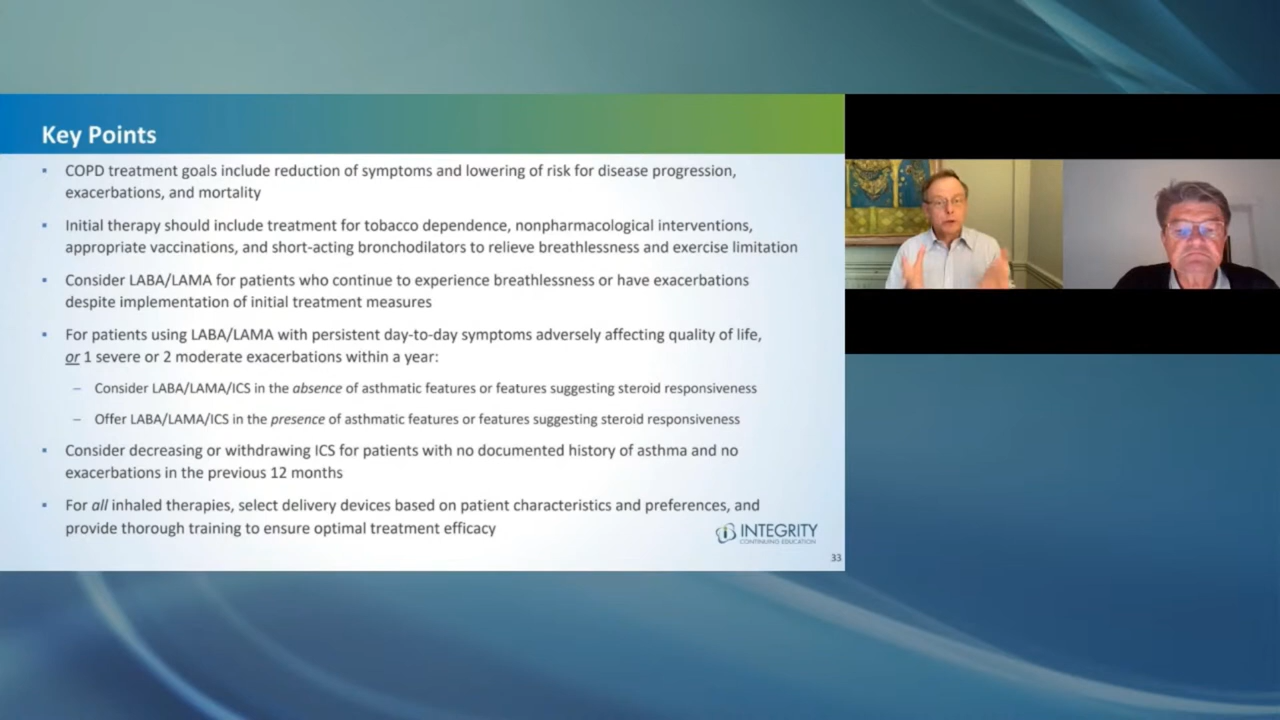 Key Points
▪ COPD treatment goals include reduction of symptoms and lowering of risk for disease progression,
exacerbations, and mortality
▪ Initial therapy should include treatment for tobacco dependence, nonpharmacological interventions,
appropriate vaccinations, and short-acting bronchodilators to relieve breathlessness and exercise limitation
▪ Consider LABA/LAMA for patients who continue to experience breathlessness or have exacerbations
despite implementation of initial treatment measures
▪ For patients using LABA/LAMA with persistent day-to-day symptoms adversely affecting quality of life,
or 1 severe or 2 moderate exacerbations within a year:
– Consider LABA/LAMA/ICS in the absence of asthmatic features or features suggesting steroid responsiveness
– Offer LABA/LAMA/ICS in the presence of asthmatic features or features suggesting steroid responsiveness
▪ Consider decreasing or withdrawing ICS for patients with no documented history of asthma and no
exacerbations in the previous 12 months
▪ For all inhaled therapies, select delivery devices based on patient characteristics and preferences, and
provide thorough training to ensure optimal treatment efficacy
INTEGRITY
CONTINUING EDUCATION
33